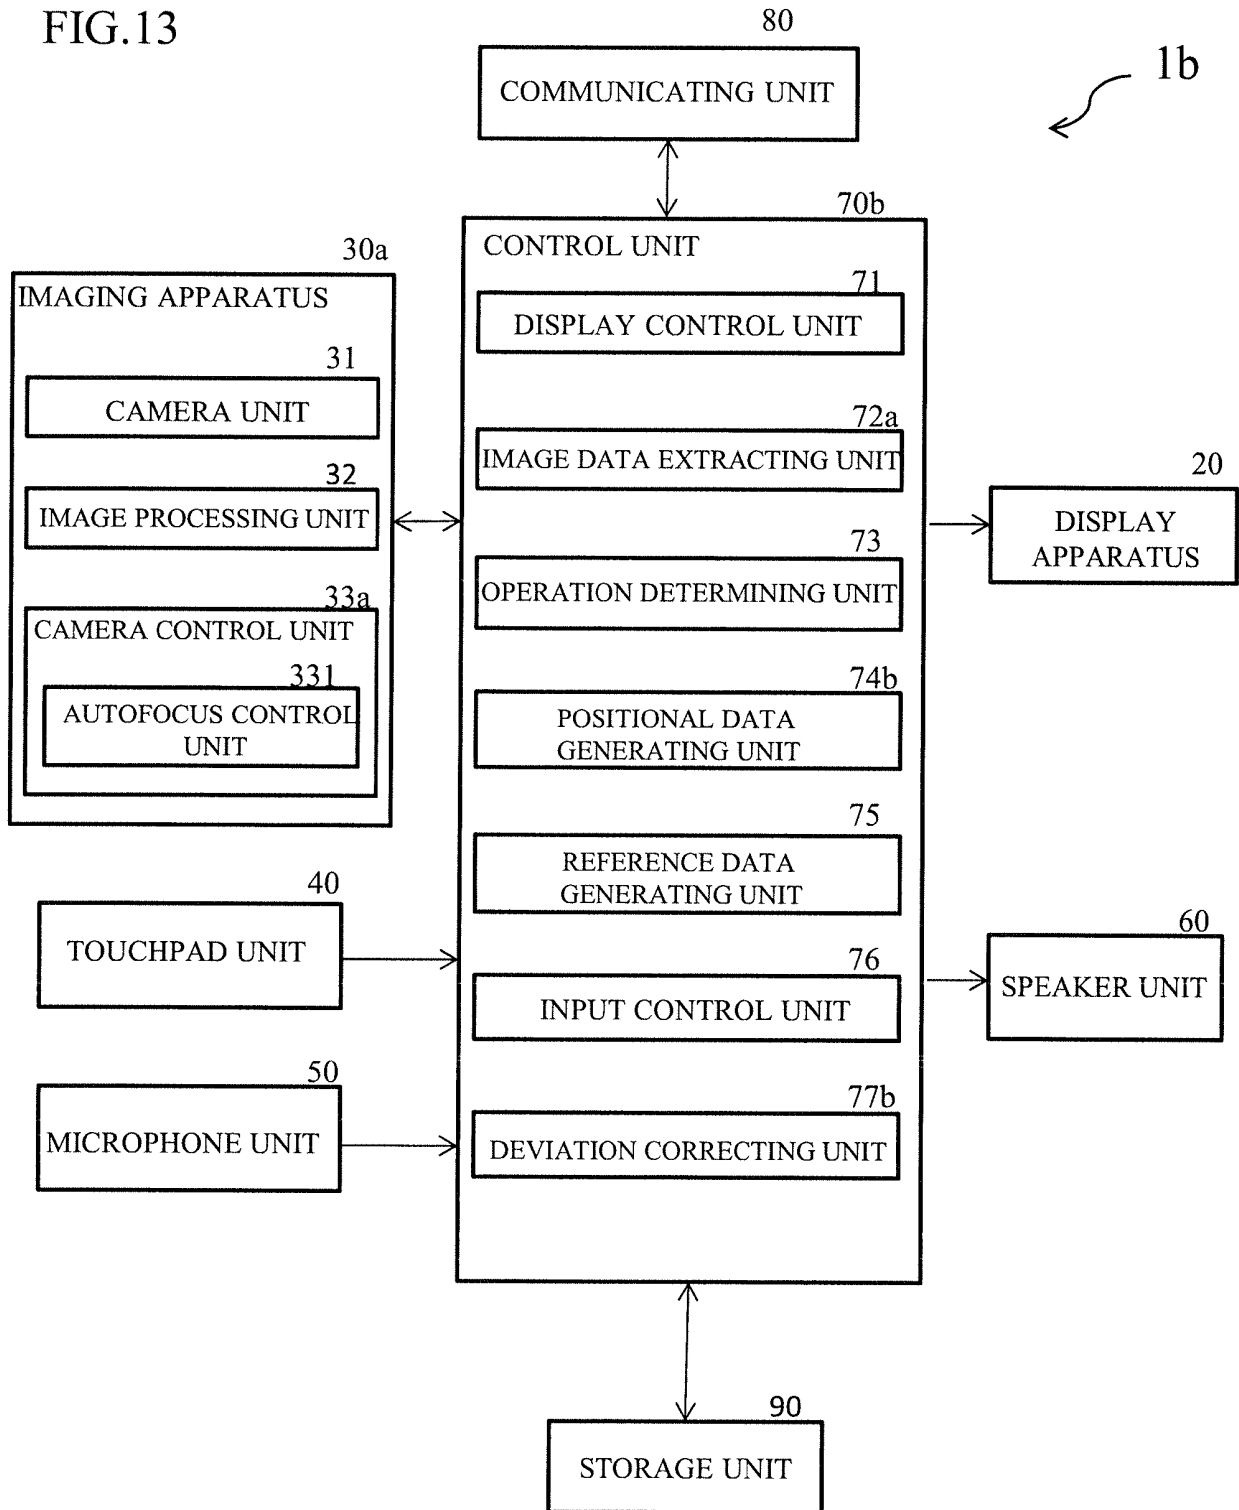 FIG.13
80
COMMUNICATING UNIT
1b
70b
CONTROL UNIT
30a
IMAGING APPARATUS
31
CAMERA UNIT
32
IMAGE PROCESSING UNIT
33a
CAMERA CONTROL UNIT
331
AUTOFOCUS CONTROL
UNIT
71
DISPLAY CONTROL UNIT
72a
IMAGE DATA EXTRACTING UNIT
73
OPERATION DETERMINING UNIT
74b
POSITIONAL DATA
GENERATING UNIT
75
REFERENCE DATA
GENERATING UNIT
76
INPUT CONTROL UNIT
77b
DEVIATION CORRECTING UNIT
20
DISPLAY
APPARATUS
40
TOUCHPAD UNIT
60
SPEAKER UNIT
50
MICROPHONE UNIT
90
STORAGE UNIT